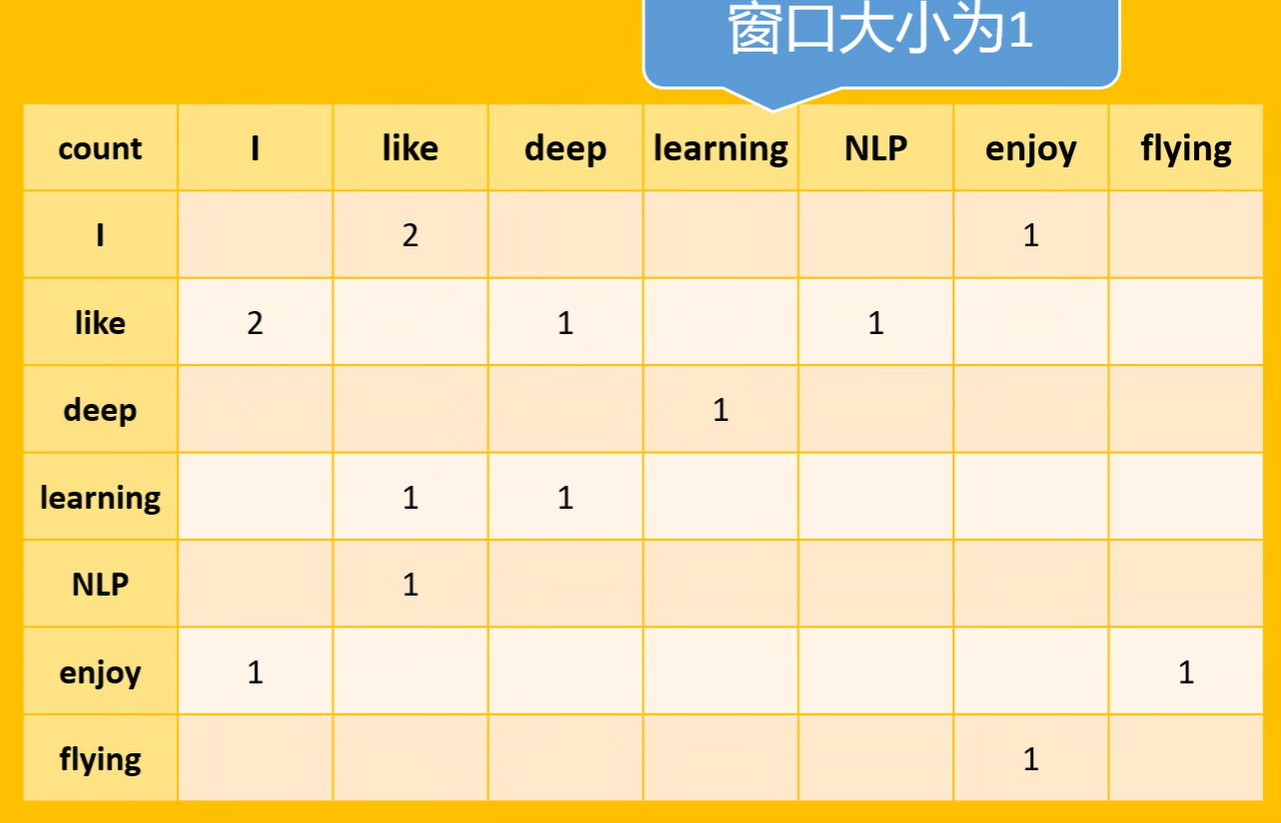 窗口大小为1
count I like deep learning NLP enjoy flying
I 2 1
like 2 1 1
deep 1
learning 1 1
NLP 1
enjoy 1 1
flying 1